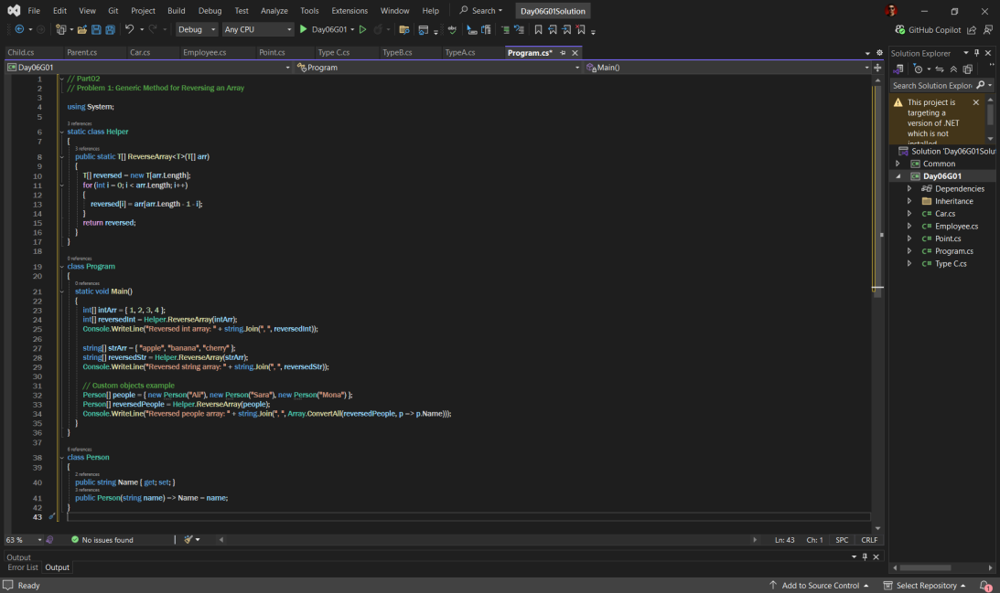 File Edit View Git Project Build Debug Test Analyze Tools Extensions Window Help Search Day06G01Solution
Debug Any CPU Day06G01 GitHub Copilot
Child.cs Parent.cs Car.cs Employee.cs Point.cs Type C.cs TypeB.cs TypeA.cs Program.cs*
Day06G01 Program Main()
1 // Part02
2 // Problem 1: Generic Method for Reversing an Array
3
4 using System;
5
3 references
6 static class Helper
7 {
3 references
8 public static T[] ReverseArray<T>(T[] arr)
9 {
10 T[] reversed = new T[arr.Length];
11 for (int i = 0; i < arr.Length; i++)
12 {
13 reversed[i] = arr[arr.Length - 1 - i];
14 }
15 return reversed;
16 }
17 }
18
0 references
19 class Program
20 {
0 references
21 static void Main()
22 {
23 int[] intArr = { 1, 2, 3, 4 };
24 int[] reversedInt = Helper.ReverseArray(intArr);
25 Console.WriteLine("Reversed int array: " + string.Join(", ", reversedInt));
26
27 string[] strArr = { "apple", "banana", "cherry" };
28 string[] reversedStr = Helper.ReverseArray(strArr);
29 Console.WriteLine("Reversed string array: " + string.Join(", ", reversedStr));
30
31 // Custom objects example
32 Person[] people = { new Person("Ali"), new Person("Sara"), new Person("Mona") };
33 Person[] reversedPeople = Helper.ReverseArray(people);
34 Console.WriteLine("Reversed people array: " + string.Join(", ", Array.ConvertAll(reversedPeople, p => p.Name)));
35 }
36 }
37
references
38 class Person
39 {
2 references
40 public string Name { get; set; }
3 references
41 public Person(string name) => Name = name;
42 }
43
63 % No issues found Ln: 43 Ch: 1 SPC CRLF
Output
Error List Output
Ready Add to Source Control Select Repository 1
Solution Explorer
Search Solution Explor
This project is
targeting a
version of .NET
which is not
installed
Solution 'Day06G01Solu
Common
Day06G01
Dependencies
Inheritance
C# Car.cs
C# Employee.cs
C# Point.cs
C# Program.cs
C# Type C.cs